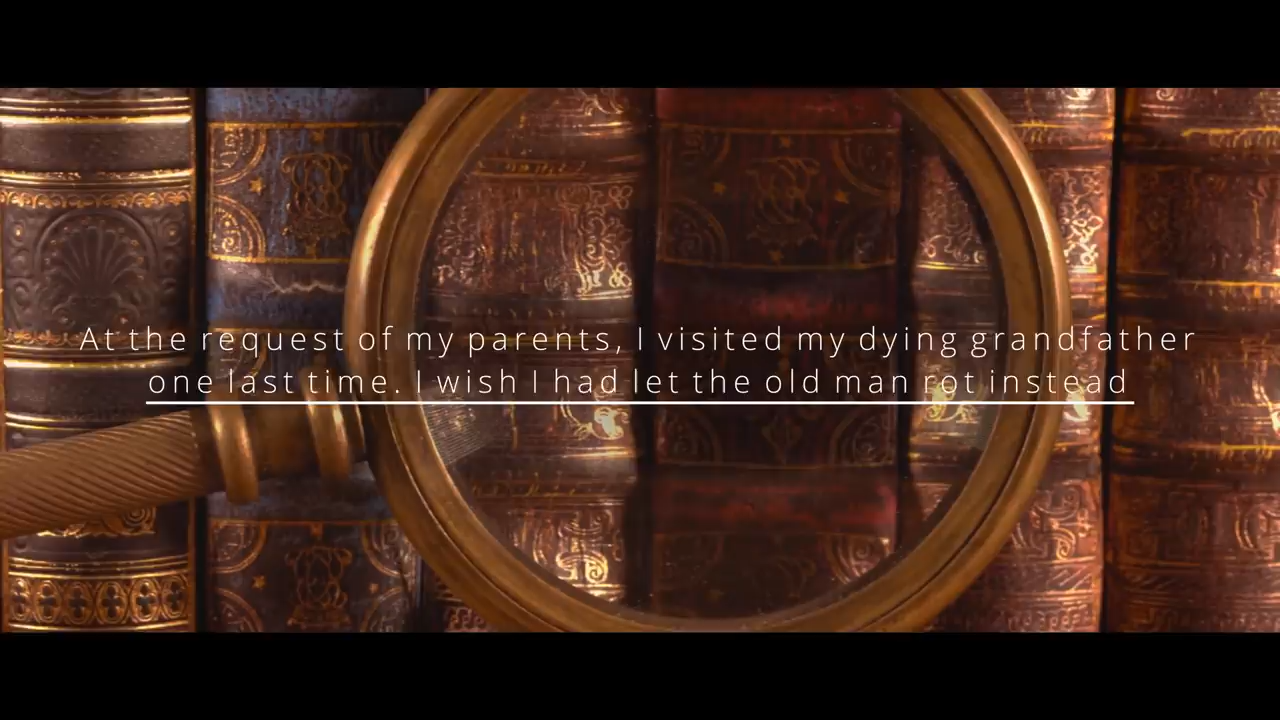 At the request of my parents, I visited my dying grandfather
one last time. I wish I had let the old man rot instead